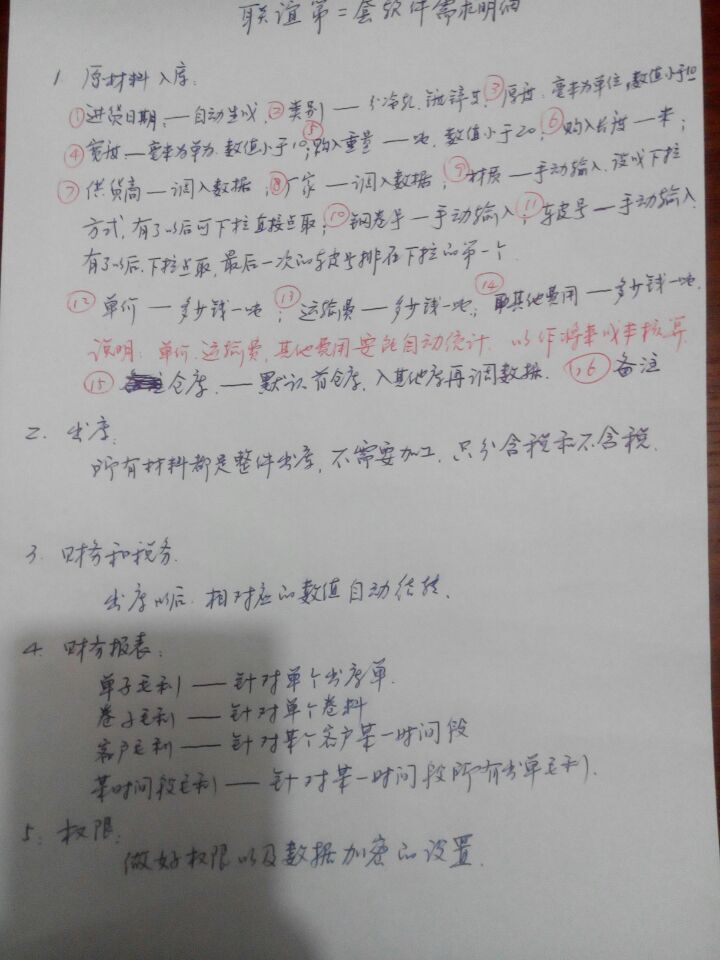 联谊第二套软件需求明细
1 原材料入库:
①进货日期:—自动生成,②类别——分冷轧、镀锌支③厚度:毫米为单位,数值小于10
④宽度—毫米为单为.数值小于10;⑤购入重量—吨,数值小于20,⑥购入长度—米;
⑦供货商—调入数据;⑧厂家—调入数据,⑨材质—手动输入,设成下拉
方式,有了以后可下拉直接点取;⑩钢卷号—手动输入;⑪车皮号—手动输入
有了以后下拉点取,最后一次的车皮号排在下拉的第一个.
⑫单价—多少钱一吨;⑬运输费—多少钱一吨;⑭其他费用—多少钱一吨.
说明:单价、运输费、其他费用要能自动统计.以作将来成本核算
⑮仓库.——默认前仓库,入其他库再调数据.⑯备注
2. 出库:
所有材料都是整件出库,不需要加工,只分含税和不含税.
3. 财务和税务.
出库以后.相对应的数值自动结转.
4. 财务报表:
单子毛利——针对单个出库单.
卷子毛利——针对单个卷料
客户毛利——针对某个客户某一时间段
某时间段毛利——针对某一时间段所有出单毛利.
5: 权限:
做好权限以及数据加密的设置.